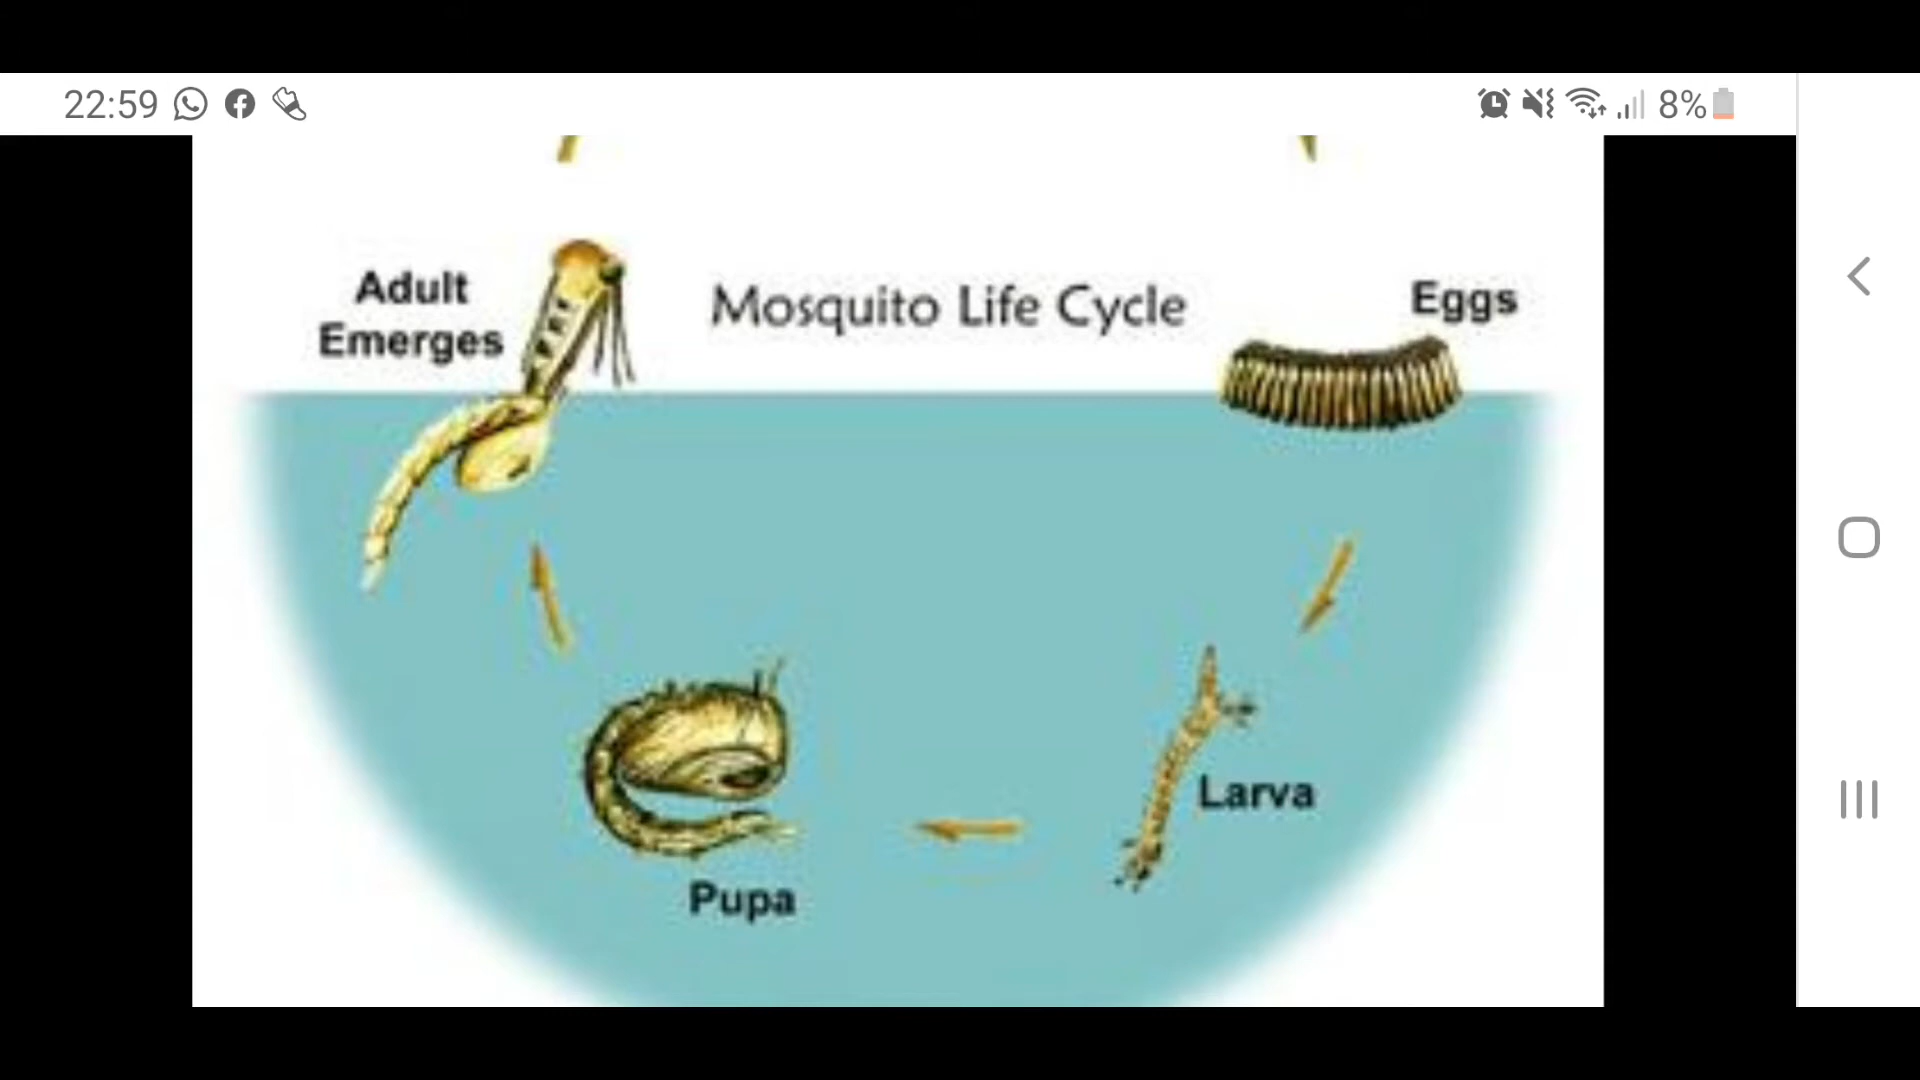 22:59
8%
Adult
Emerges
Mosquito Life Cycle
Eggs
Larva
Pupa